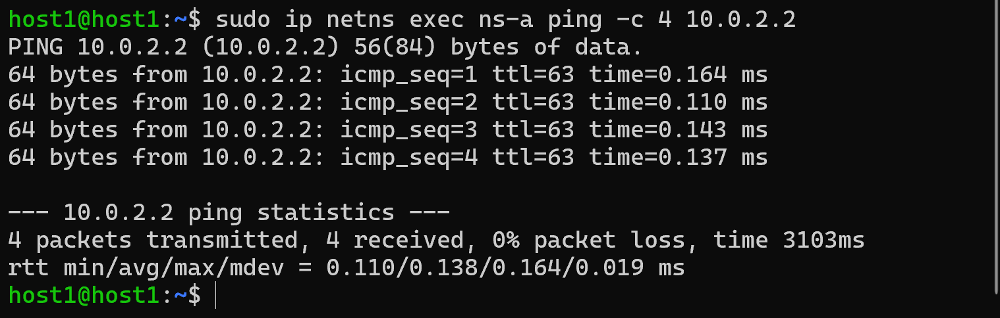 host1@host1:~$ sudo ip netns exec ns-a ping -c 4 10.0.2.2
PING 10.0.2.2 (10.0.2.2) 56(84) bytes of data.
64 bytes from 10.0.2.2: icmp_seq=1 ttl=63 time=0.164 ms
64 bytes from 10.0.2.2: icmp_seq=2 ttl=63 time=0.110 ms
64 bytes from 10.0.2.2: icmp_seq=3 ttl=63 time=0.143 ms
64 bytes from 10.0.2.2: icmp_seq=4 ttl=63 time=0.137 ms

--- 10.0.2.2 ping statistics ---
4 packets transmitted, 4 received, 0% packet loss, time 3103ms
rtt min/avg/max/mdev = 0.110/0.138/0.164/0.019 ms
host1@host1:~$